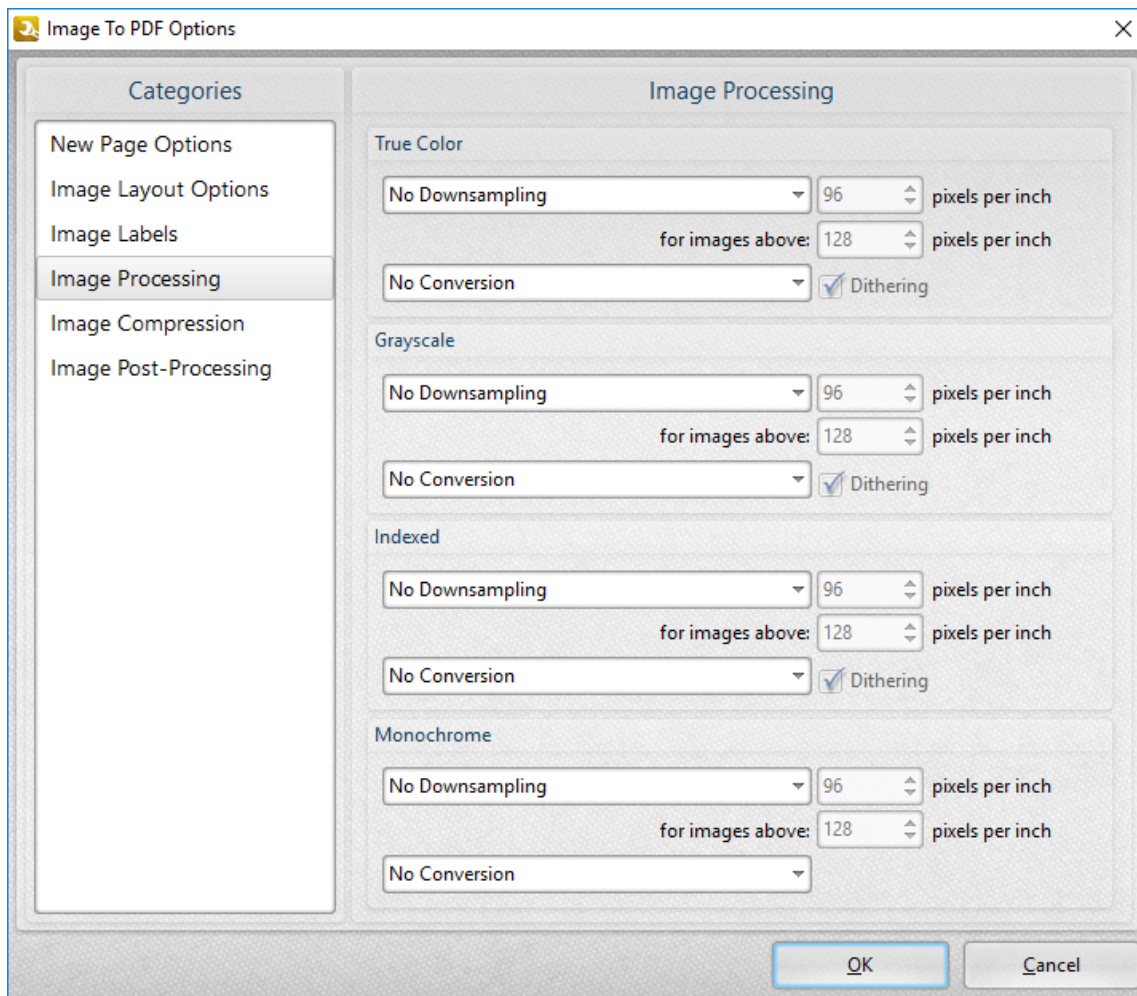 Image To PDF Options
Categories
New Page Options
Image Layout Options
Image Labels
Image Processing
Image Compression
Image Post-Processing
Image Processing
True Color
No Downsampling 96 pixels per inch
for images above: 128 pixels per inch
No Conversion Dithering
Grayscale
No Downsampling 96 pixels per inch
for images above: 128 pixels per inch
No Conversion Dithering
Indexed
No Downsampling 96 pixels per inch
for images above: 128 pixels per inch
No Conversion Dithering
Monochrome
No Downsampling 96 pixels per inch
for images above: 128 pixels per inch
No Conversion
OK Cancel